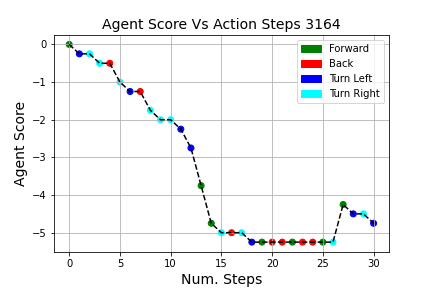 Agent Score Vs Action Steps 3164
Agent Score
0
−1
−2
−3
−4
−5
Forward
Back
Turn Left
Turn Right
0 5 10 15 20 25 30
Num. Steps